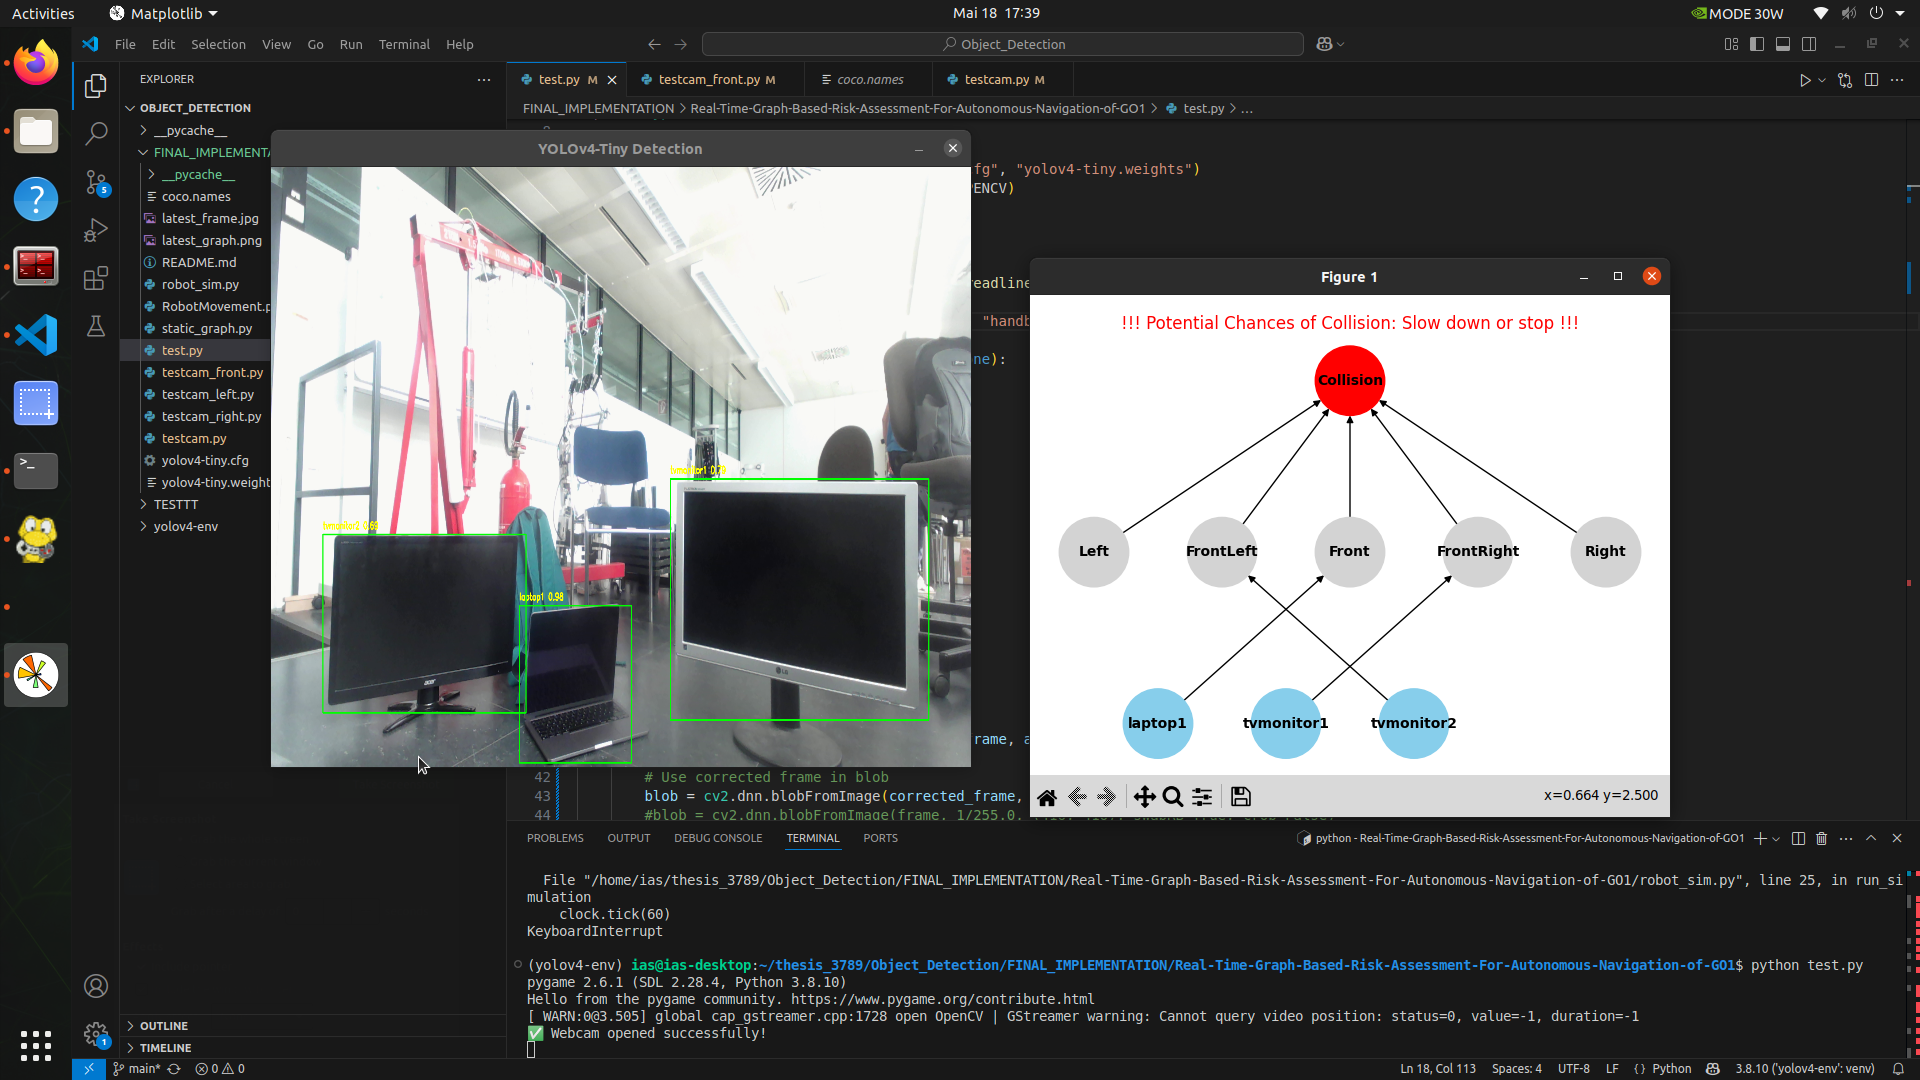 Activities
Matplotlib
Mai 18 17:39
MODE 30W
File Edit Selection View Go Run Terminal Help
Object_Detection
EXPLORER
OBJECT_DETECTION
__pycache__
FINAL_IMPLEMENTA
__pycache__
coco.names
latest_frame.jpg
latest_graph.png
README.md
robot_sim.py
RobotMovement.p
static_graph.py
test.py
testcam_front.py
testcam_left.py
testcam_right.py
testcam.py
yolov4-tiny.cfg
yolov4-tiny.weight
TESTTT
yolov4-env
OUTLINE
TIMELINE
test.py M
testcam_front.py M
coco.names
testcam.py M
FINAL_IMPLEMENTATION > Real-Time-Graph-Based-Risk-Assessment-For-Autonomous-Navigation-of-GO1 > test.py > ...
fg", "yolov4-tiny.weights")
ENCV)
eadline
"handb
ne):
rame, a
42 # Use corrected frame in blob
43 blob = cv2.dnn.blobFromImage(corrected_frame,
44
YOLOv4-Tiny Detection
tvmonitor2 0.69
laptop1 0.98
acer
LG
Figure 1
!!! Potential Chances of Collision: Slow down or stop !!!
Collision
Left
FrontLeft
Front
FrontRight
Right
laptop1
tvmonitor1
tvmonitor2
x=0.664 y=2.500
PROBLEMS OUTPUT DEBUG CONSOLE TERMINAL PORTS
python - Real-Time-Graph-Based-Risk-Assessment-For-Autonomous-Navigation-of-GO1
File "/home/ias/thesis_3789/Object_Detection/FINAL_IMPLEMENTATION/Real-Time-Graph-Based-Risk-Assessment-For-Autonomous-Navigation-of-GO1/robot_sim.py", line 25, in run_si
mulation
clock.tick(60)
KeyboardInterrupt
(yolov4-env) ias@ias-desktop:~/thesis_3789/Object_Detection/FINAL_IMPLEMENTATION/Real-Time-Graph-Based-Risk-Assessment-For-Autonomous-Navigation-of-GO1$ python test.py
pygame 2.6.1 (SDL 2.28.4, Python 3.8.10)
Hello from the pygame community. https://www.pygame.org/contribute.html
[ WARN:0@3.505] global cap_gstreamer.cpp:1728 open OpenCV | GStreamer warning: Cannot query video position: status=0, value=-1, duration=-1
✅ Webcam opened successfully!
main* 0 0
Ln 18, Col 113 Spaces: 4 UTF-8 LF {} Python 3.8.10 ('yolov4-env': venv)
5
1